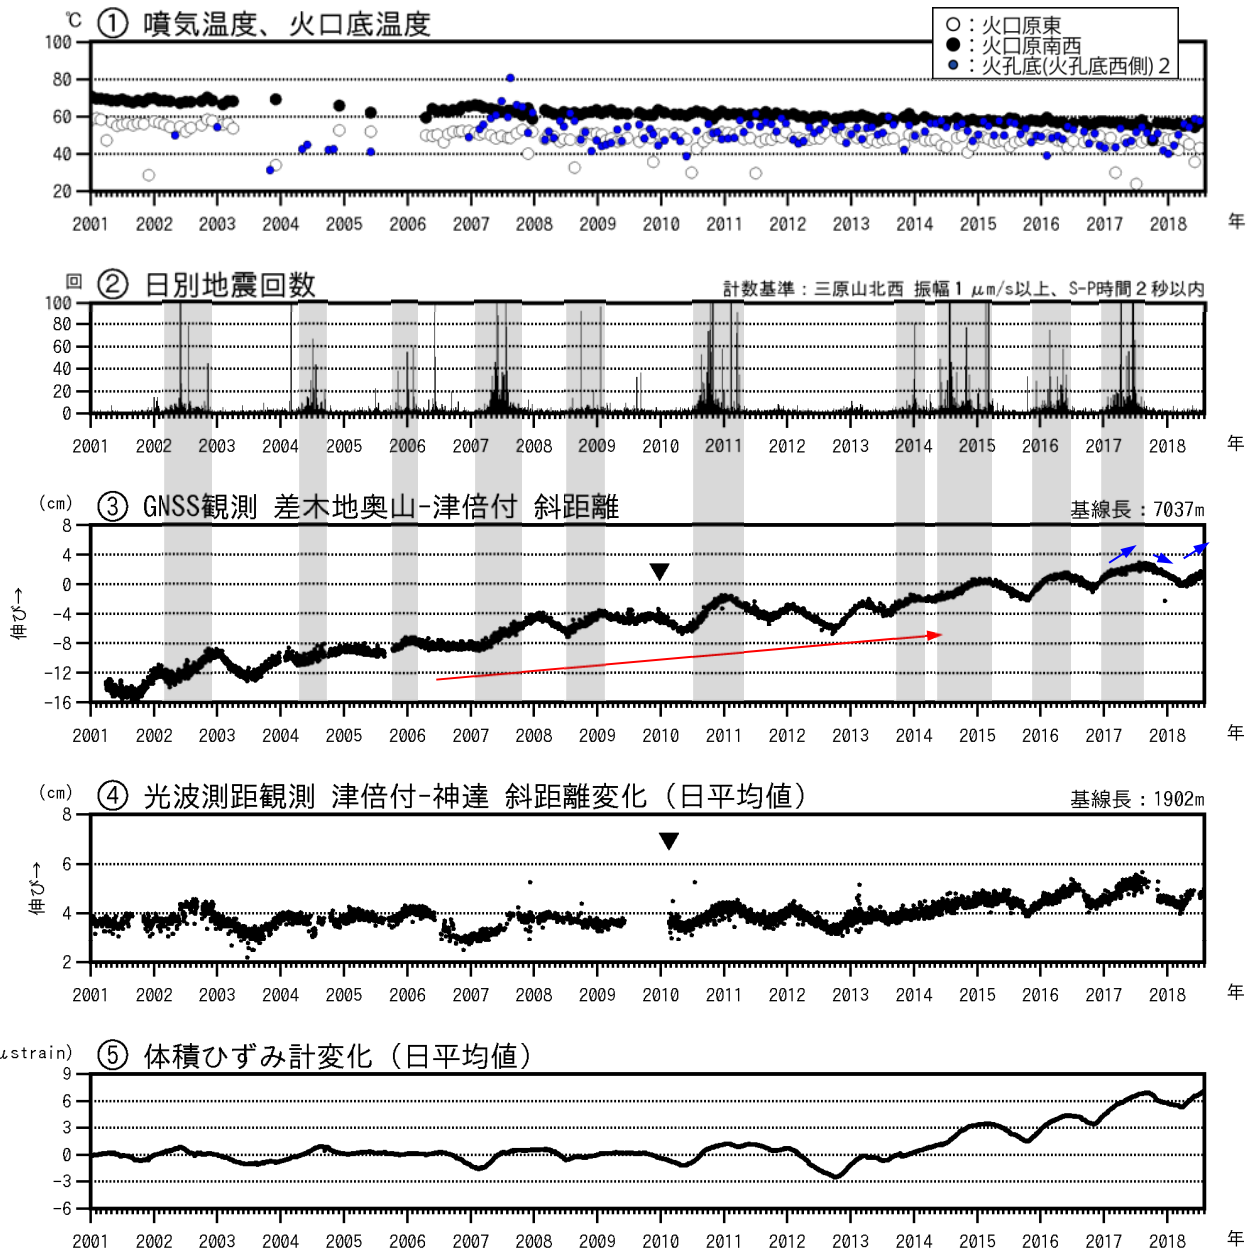 ℃ ① 噴気温度、火口底温度
○：火口原東
●：火口原南西
●：火孔底(火孔底西側)２
100
80
60
40
20
2001 2002 2003 2004 2005 2006 2007 2008 2009 2010 2011 2012 2013 2014 2015 2016 2017 2018 年
回 ② 日別地震回数
計数基準：三原山北西 振幅１μm/s以上、S-P時間２秒以内
100
80
60
40
20
0
2001 2002 2003 2004 2005 2006 2007 2008 2009 2010 2011 2012 2013 2014 2015 2016 2017 2018 年
(cm) ③ GNSS観測 差木地奥山-津倍付 斜距離
基線長：7037m
8
4
0
-4
-8
-12
-16
伸び→
2001 2002 2003 2004 2005 2006 2007 2008 2009 2010 2011 2012 2013 2014 2015 2016 2017 2018 年
(cm) ④ 光波測距観測 津倍付-神達 斜距離変化（日平均値）
基線長：1902m
8
6
4
2
伸び→
2001 2002 2003 2004 2005 2006 2007 2008 2009 2010 2011 2012 2013 2014 2015 2016 2017 2018 年
μstrain) ⑤ 体積ひずみ計変化（日平均値）
9
6
3
0
-3
-6
2001 2002 2003 2004 2005 2006 2007 2008 2009 2010 2011 2012 2013 2014 2015 2016 2017 2018 年